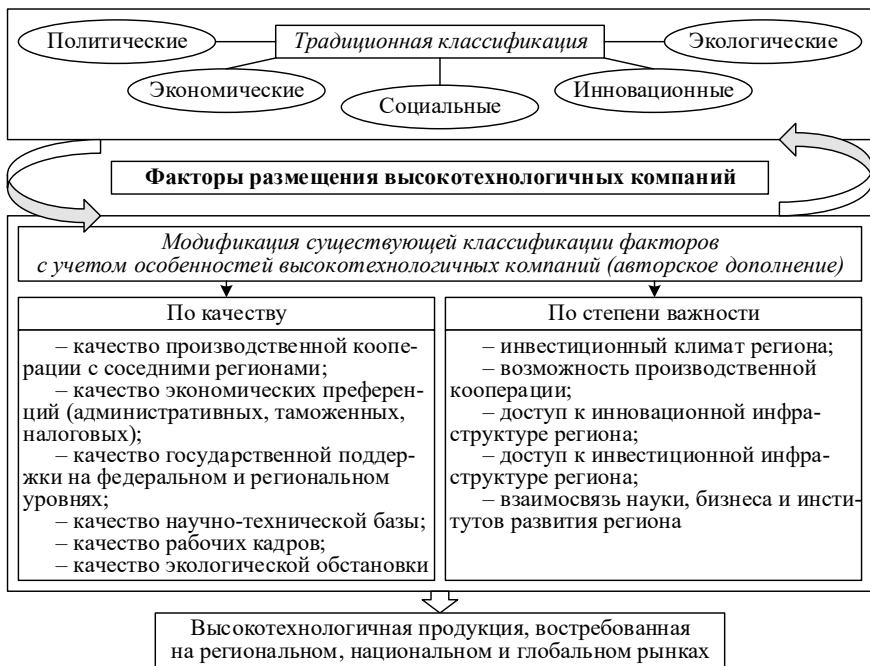 Политические
Традиционная классификация
Экологические
Экономические
Социальные
Инновационные
Факторы размещения высокотехнологичных компаний
Модификация существующей классификации факторов
с учетом особенностей высокотехнологичных компаний (авторское дополнение)
По качеству
– качество производственной коопе-
рации с соседними регионами;
– качество экономических преферен-
ций (административных, таможенных,
налоговых);
– качество государственной поддер-
жки на федеральном и региональном
уровнях;
– качество научно-технической базы;
– качество рабочих кадров;
– качество экологической обстановки
По степени важности
– инвестиционный климат региона;
– возможность производственной
кооперации;
– доступ к инновационной инфра-
структуре региона;
– доступ к инвестиционной инфра-
структуре региона;
– взаимосвязь науки, бизнеса и инсти-
тутов развития региона
Высокотехнологичная продукция, востребованная
на региональном, национальном и глобальном рынках